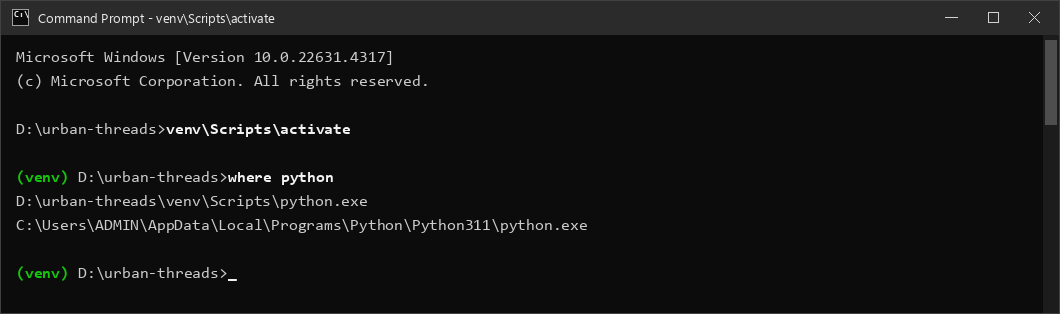 Command Prompt - venv\Scripts\activate
Microsoft Windows [Version 10.0.22631.4317]
(c) Microsoft Corporation. All rights reserved.
D:\urban-threads>venv\Scripts\activate
(venv) D:\urban-threads>where python
D:\urban-threads\venv\Scripts\python.exe
C:\Users\ADMIN\AppData\Local\Programs\Python\Python311\python.exe
(venv) D:\urban-threads>_